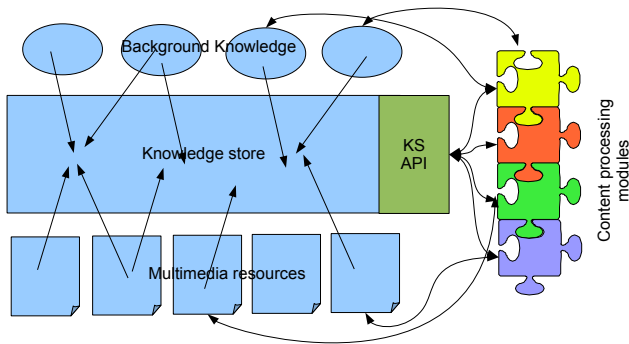 Background Knowledge
Knowledge store
KS
API
Multimedia resources
Content processing
modules